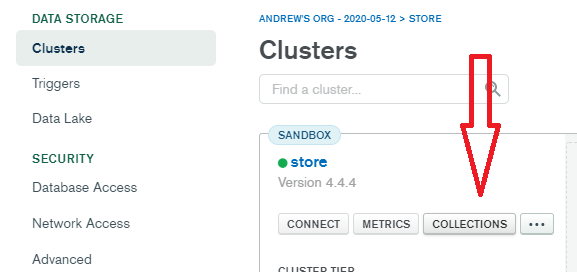 DATA STORAGE
Clusters
Triggers
Data Lake
SECURITY
Database Access
Network Access
Advanced
ANDREW'S ORG - 2020-05-12 > STORE
Clusters
Find a cluster...
SANDBOX
store
Version 4.4.4
CONNECT METRICS COLLECTIONS ...
CLUSTER TIER